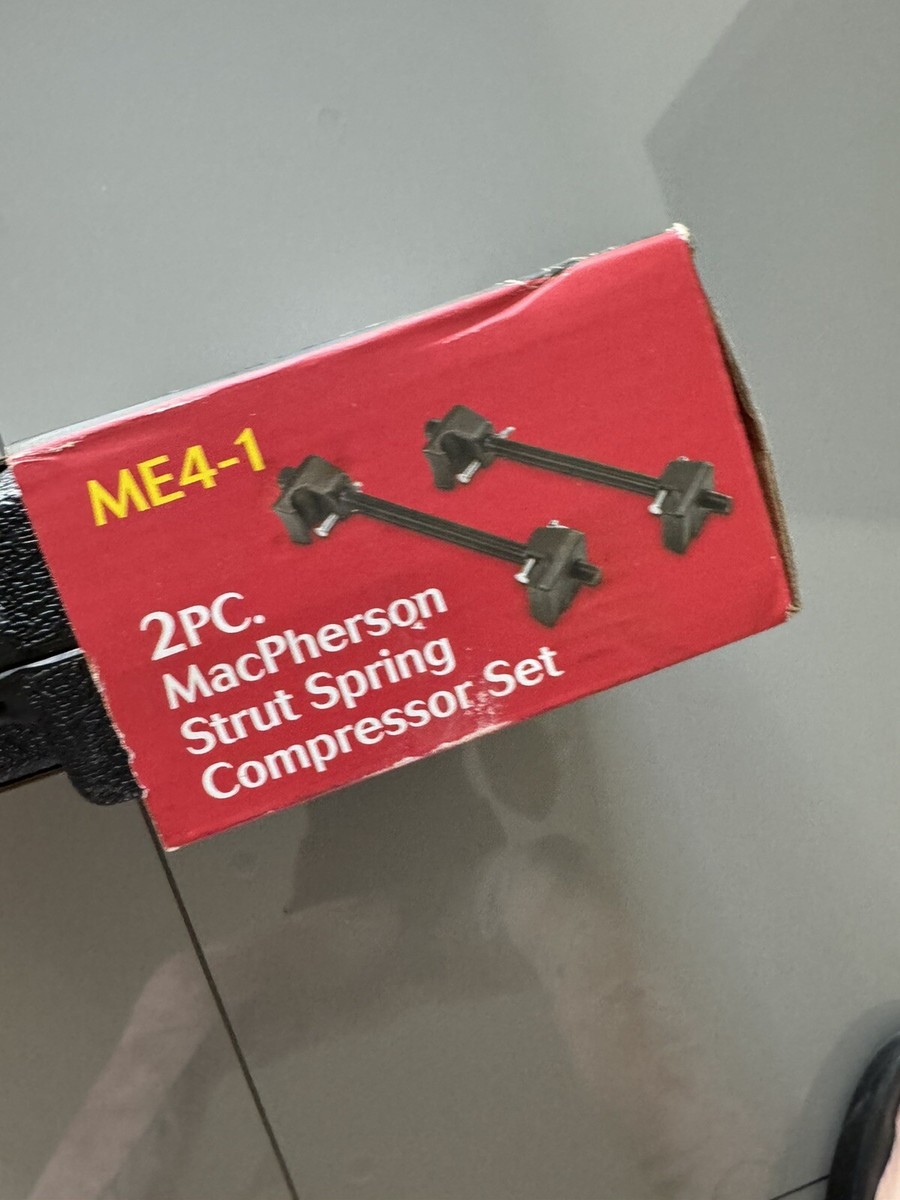 ME4-1
2PC.
MacPherson
Strut Spring
Compressor Set